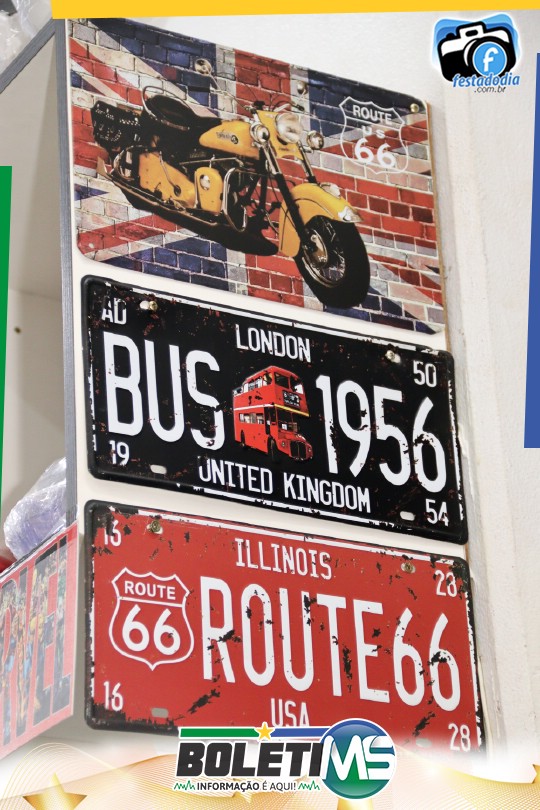 festadodia
.com.br
ROUTE
US
66
AD
LONDON
50
BUS 1956
19
UNITED KINGDOM
54
13
ILLINOIS
28
ROUTE
66
ROUTE66
16
USA
28
BOLETIMS
INFORMAÇÃO É AQUI!